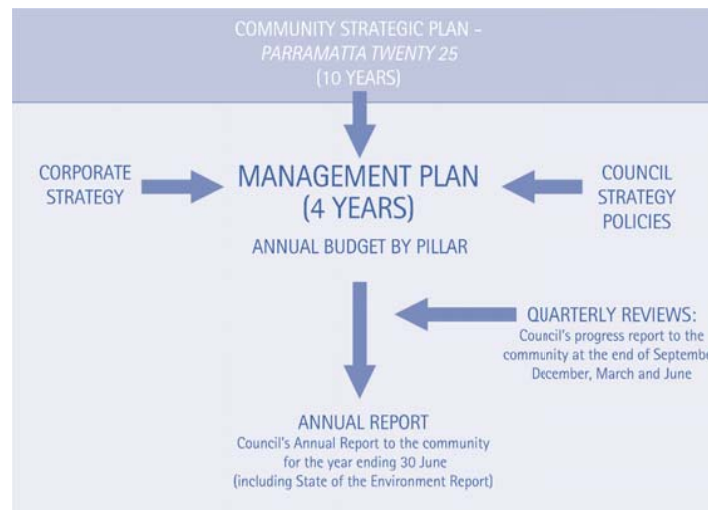 COMMUNITY STRATEGIC PLAN –
PARRAMATTA TWENTY 25
(10 YEARS)
CORPORATE
STRATEGY
MANAGEMENT PLAN
(4 YEARS)
ANNUAL BUDGET BY PILLAR
COUNCIL
STRATEGY
POLICIES
QUARTERLY REVIEWS:
Council's progress report to the
community at the end of Septembe
December, March and June
ANNUAL REPORT
Council's Annual Report to the community
for the year ending 30 June
(including State of the Environment Report)